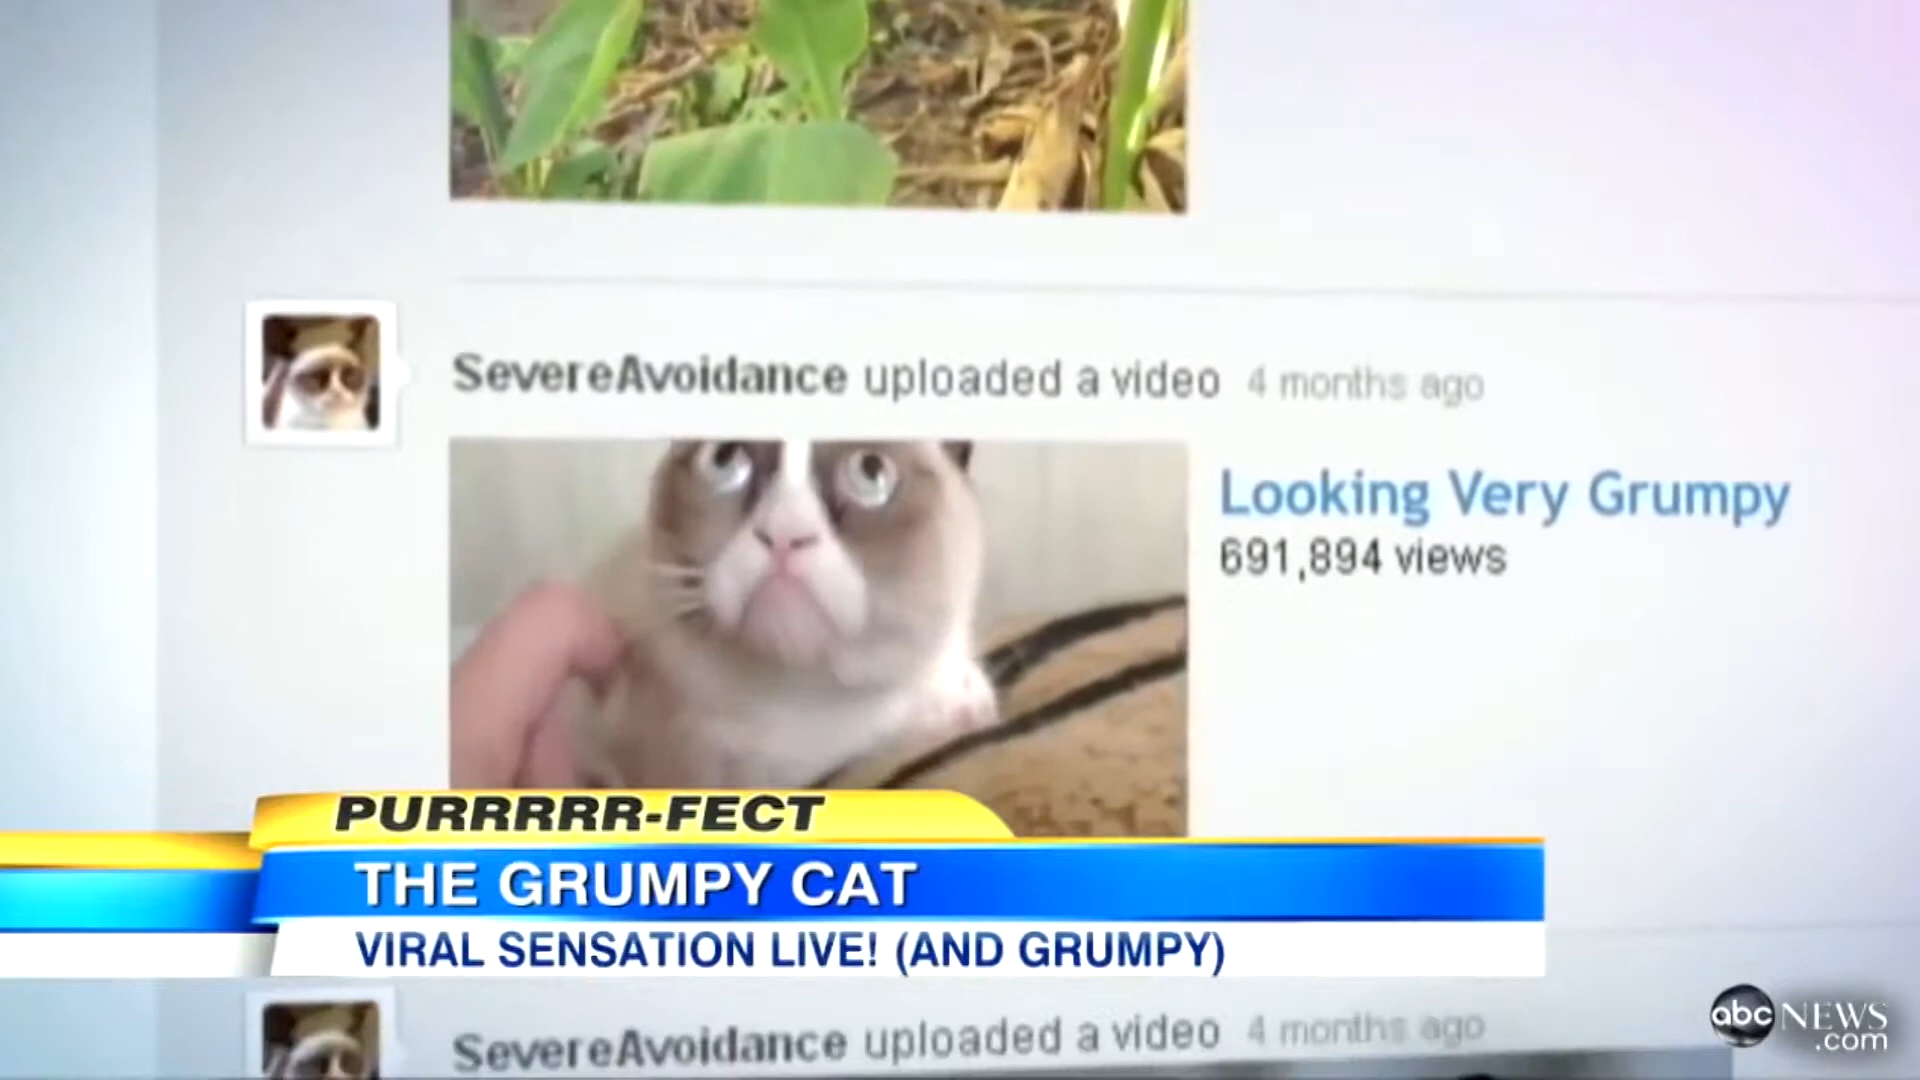 SevereAvoidance uploaded a video 4 months ago
Looking Very Grumpy
691,894 views
PURRRRR-FECT
THE GRUMPY CAT
VIRAL SENSATION LIVE! (AND GRUMPY)
SevereAvoidance uploaded a video 4 months ago
abc NEWS
.com